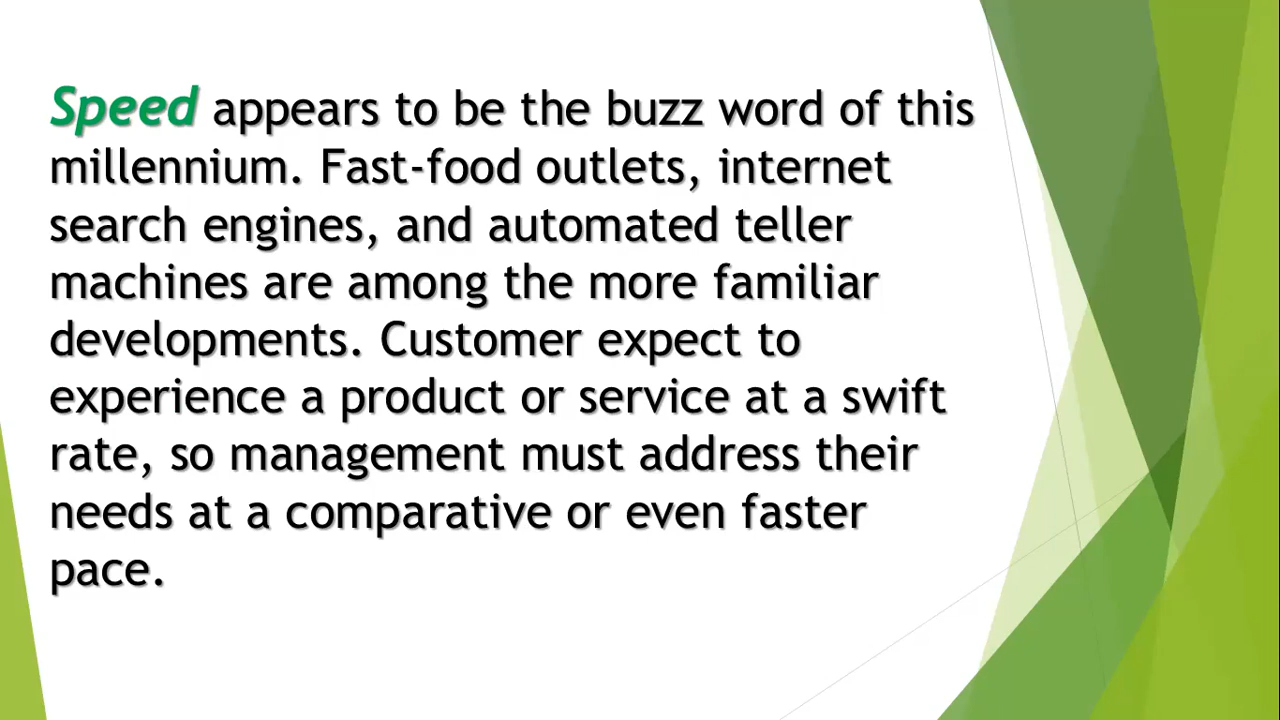 Speed appears to be the buzz word of this
millennium. Fast-food outlets, internet
search engines, and automated teller
machines are among the more familiar
developments. Customer expect to
experience a product or service at a swift
rate, so management must address their
needs at a comparative or even faster
pace.